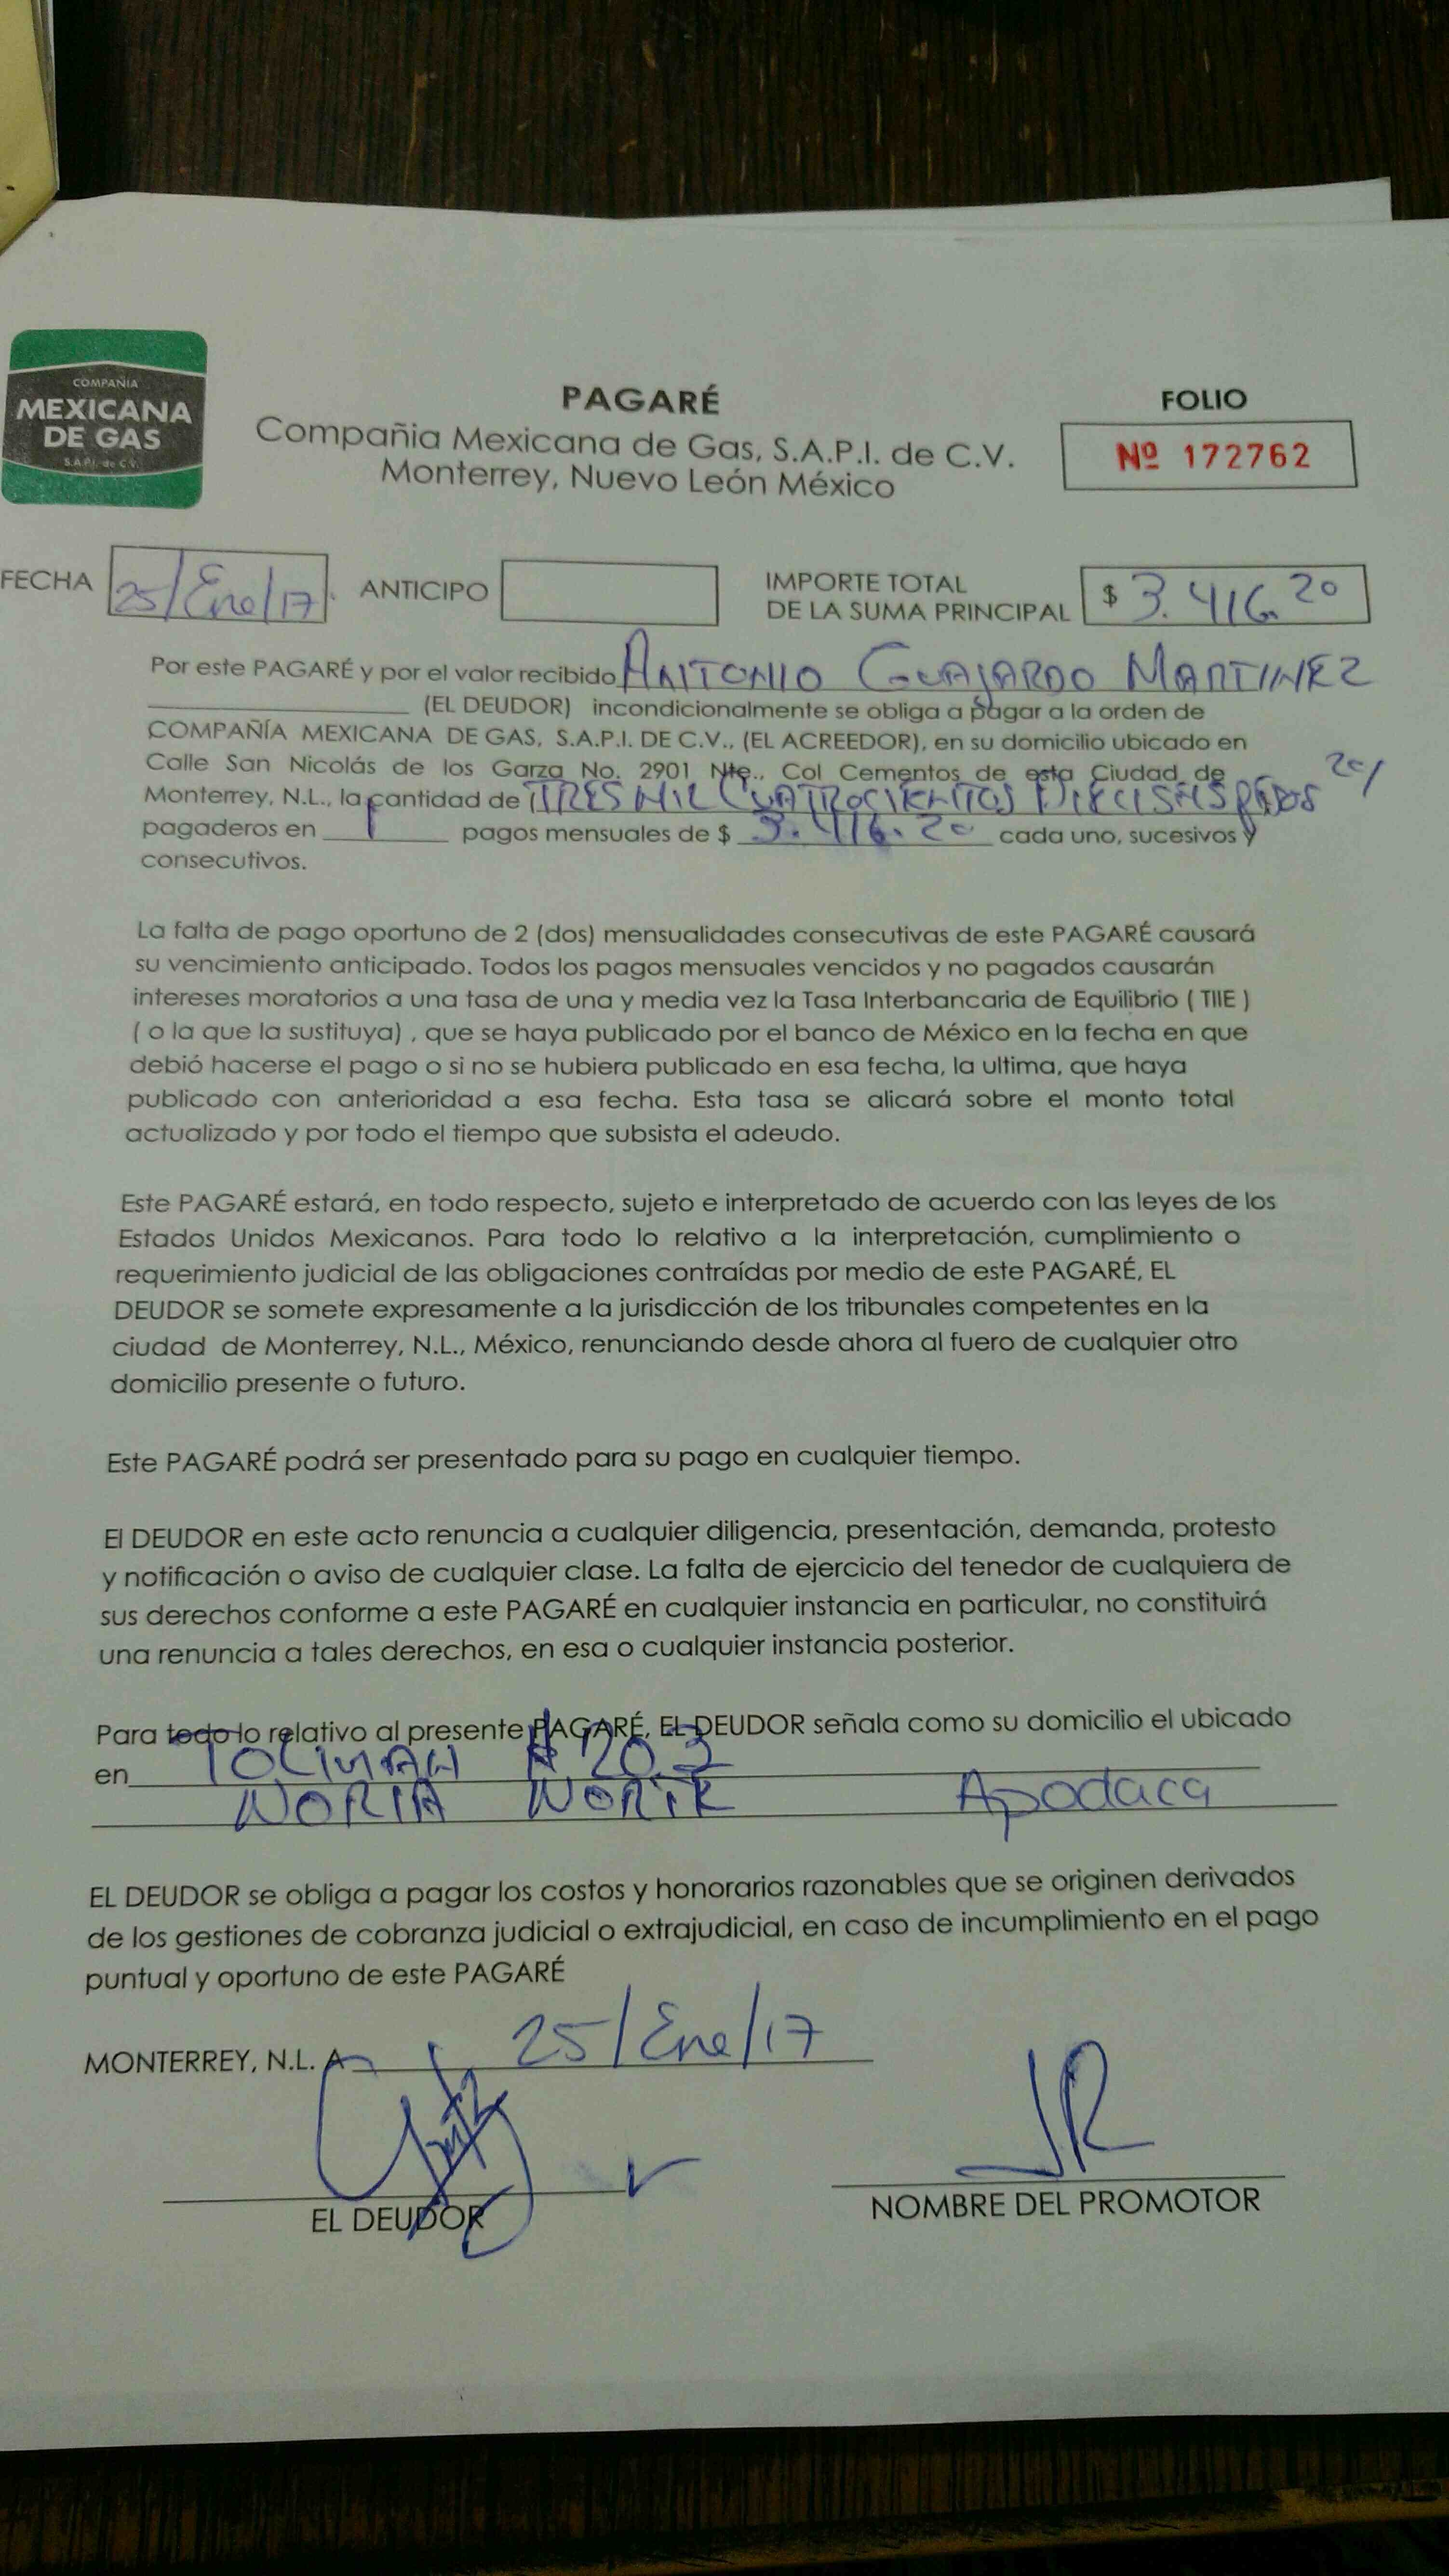 COMPAÑIA
MEXICANA
DE GAS
S.A.P.I. de C.V.
PAGARÉ
Compañia Mexicana de Gas, S.A.P.I. de C.V.
Monterrey, Nuevo León México
FOLIO
Nº 172762
FECHA 25/Ene/17 ANTICIPO
IMPORTE TOTAL
DE LA SUMA PRINCIPAL $ 3.416.20
Por este PAGARÉ y por el valor recibido ANTONIO GUAJARDO MARTINEZ
(EL DEUDOR) incondicionalmente se obliga a pagar a la orden de
COMPAÑÍA MEXICANA DE GAS, S.A.P.I. DE C.V., (EL ACREEDOR), en su domicilio ubicado en
Calle San Nicolás de los Garza No. 2901 Nte., Col Cementos de esta Ciudad de
Monterrey, N.L., la cantidad de (TRES MIL CUATROCIENTOS PESOS 20/
pagaderos en 1 pagos mensuales de $ 3.416.20 cada uno, sucesivos y
consecutivos.
La falta de pago oportuno de 2 (dos) mensualidades consecutivas de este PAGARÉ causará
su vencimiento anticipado. Todos los pagos mensuales vencidos y no pagados causarán
intereses moratorios a una tasa de una y media vez la Tasa Interbancaria de Equilibrio ( TIIE )
( o la que la sustituya) , que se haya publicado por el banco de México en la fecha en que
debió hacerse el pago o si no se hubiera publicado en esa fecha, la ultima, que haya
publicado con anterioridad a esa fecha. Esta tasa se alicará sobre el monto total
actualizado y por todo el tiempo que subsista el adeudo.
Este PAGARÉ estará, en todo respecto, sujeto e interpretado de acuerdo con las leyes de los
Estados Unidos Mexicanos. Para todo lo relativo a la interpretación, cumplimiento o
requerimiento judicial de las obligaciones contraídas por medio de este PAGARÉ, EL
DEUDOR se somete expresamente a la jurisdicción de los tribunales competentes en la
ciudad de Monterrey, N.L., México, renunciando desde ahora al fuero de cualquier otro
domicilio presente o futuro.
Este PAGARÉ podrá ser presentado para su pago en cualquier tiempo.
El DEUDOR en este acto renuncia a cualquier diligencia, presentación, demanda, protesto
y notificación o aviso de cualquier clase. La falta de ejercicio del tenedor de cualquiera de
sus derechos conforme a este PAGARÉ en cualquier instancia en particular, no constituirá
una renuncia a tales derechos, en esa o cualquier instancia posterior.
Para todo lo relativo al presente PAGARÉ, EL DEUDOR señala como su domicilio el ubicado
en TOLIMAN #
NORIA NORTE Apodaca
EL DEUDOR se obliga a pagar los costos y honorarios razonables que se originen derivados
de los gestiones de cobranza judicial o extrajudicial, en caso de incumplimiento en el pago
puntual y oportuno de este PAGARÉ
MONTERREY, N.L. A 25/Ene/17
JR
EL DEUDOR
NOMBRE DEL PROMOTOR